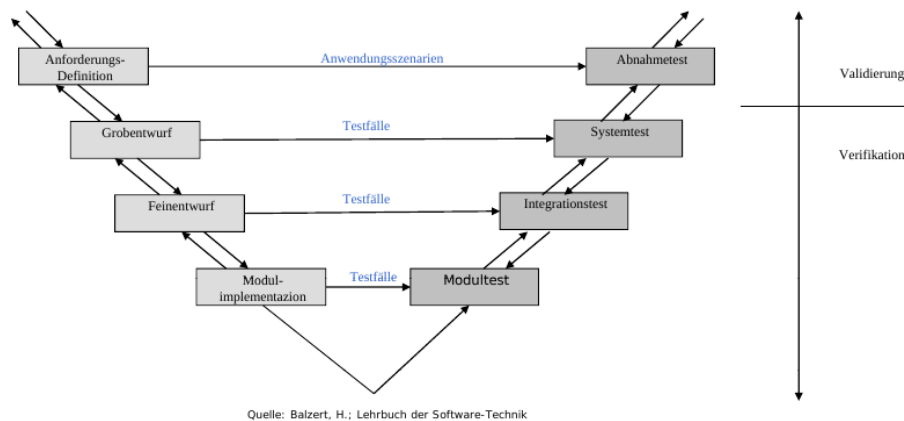 Anforderungs-
Definition
Anwendungsszenarien
Abnahmetest
Validierung
Grobentwurf
Testfälle
Systemtest
Verifikation
Feinentwurf
Testfälle
Integrationstest
Modul-
implementazion
Testfälle
Modultest
Quelle: Balzert, H.; Lehrbuch der Software-Technik